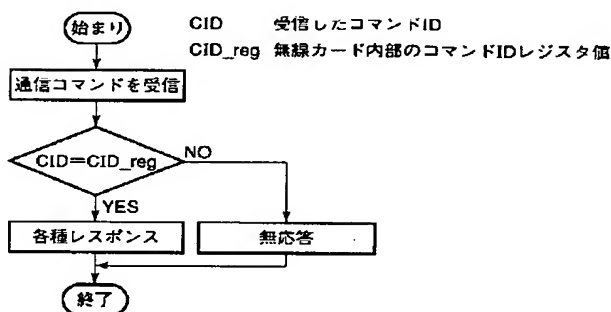 始まり
CID 受信したコマンドID
CID_reg 無線カード内部のコマンドIDレジスタ値
通信コマンドを受信
CID=CID_reg
NO
YES
各種レスポンス
無応答
終了